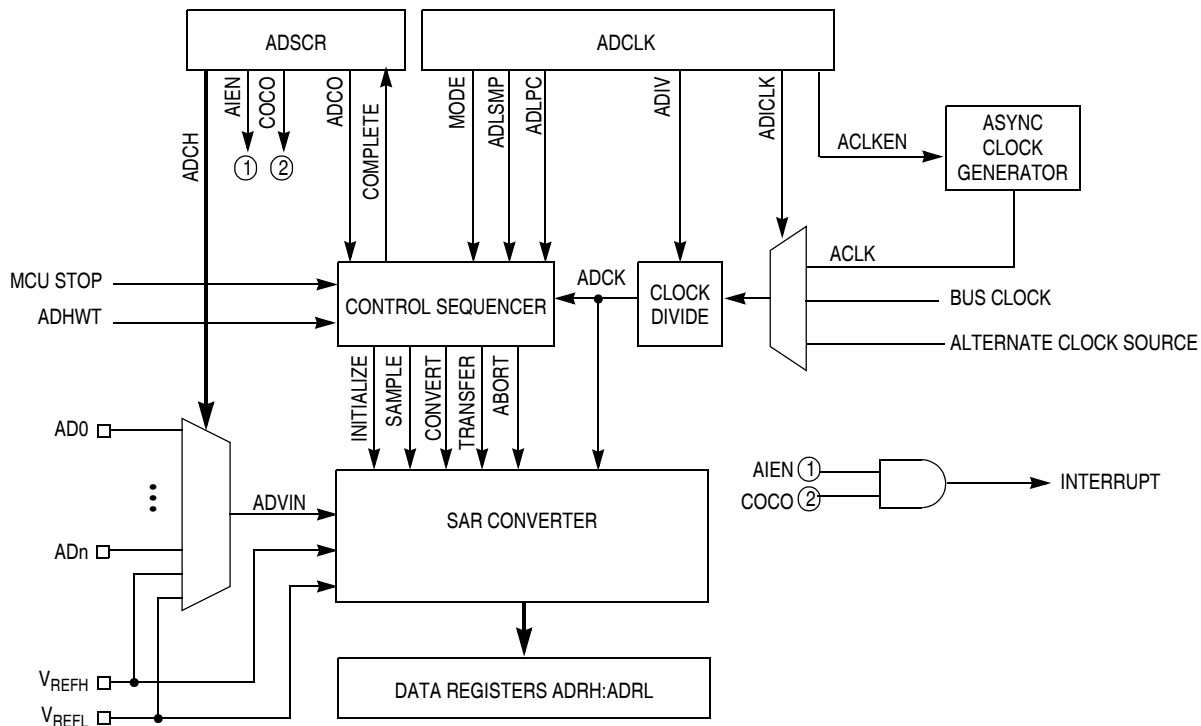 ADSCR
ADCLK
ADCH
AIEN
COCO
ADCO
COMPLETE
MODE
ADLSMP
ADLPC
ADIV
ADICLK
ACLKEN
ASYNC
CLOCK
GENERATOR
1
2
MCU STOP
ADHWT
CONTROL SEQUENCER
ADCK
CLOCK
DIVIDE
ACLK
BUS CLOCK
ALTERNATE CLOCK SOURCE
INITIALIZE
SAMPLE
CONVERT
TRANSFER
ABORT
AD0
•••
ADn
ADVIN
SAR CONVERTER
AIEN 1
COCO 2
INTERRUPT
VREFH
VREFL
DATA REGISTERS ADRH:ADRL